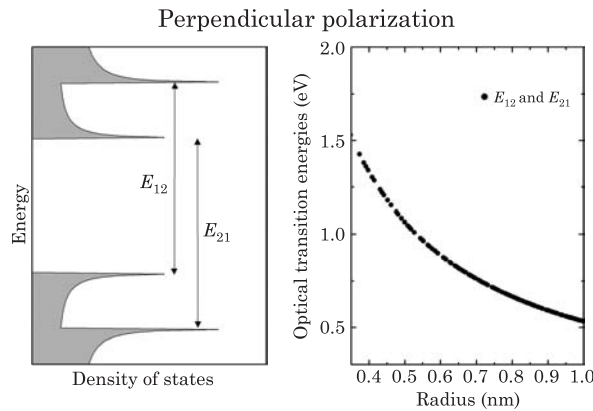 Perpendicular polarization
Energy
E12
E21
Density of states
Optical transition energies (eV)
2.0
1.5
1.0
0.5
E12 and E21
0.4 0.5 0.6 0.7 0.8 0.9 1.0
Radius (nm)